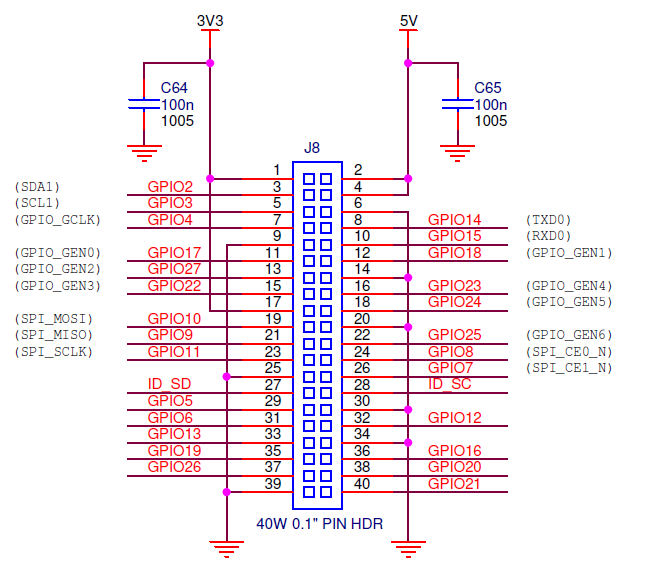 3V3 5V
C64 C65
100n 100n
1005 1005
J8
1 2
(SDA1) GPIO2 3 4
(SCL1) GPIO3 5 6
(GPIO_GCLK) GPIO4 7 8 GPIO14 (TXD0)
9 10 GPIO15 (RXD0)
(GPIO_GEN0) GPIO17 11 12 GPIO18 (GPIO_GEN1)
(GPIO_GEN2) GPIO27 13 14
(GPIO_GEN3) GPIO22 15 16 GPIO23 (GPIO_GEN4)
17 18 GPIO24 (GPIO_GEN5)
(SPI_MOSI) GPIO10 19 20
(SPI_MISO) GPIO9 21 22 GPIO25 (GPIO_GEN6)
(SPI_SCLK) GPIO11 23 24 GPIO8 (SPI_CE0_N)
25 26 GPIO7 (SPI_CE1_N)
ID_SD 27 28 ID_SC
GPIO5 29 30
GPIO6 31 32 GPIO12
GPIO13 33 34
GPIO19 35 36 GPIO16
GPIO26 37 38 GPIO20
39 40 GPIO21
40W 0.1" PIN HDR